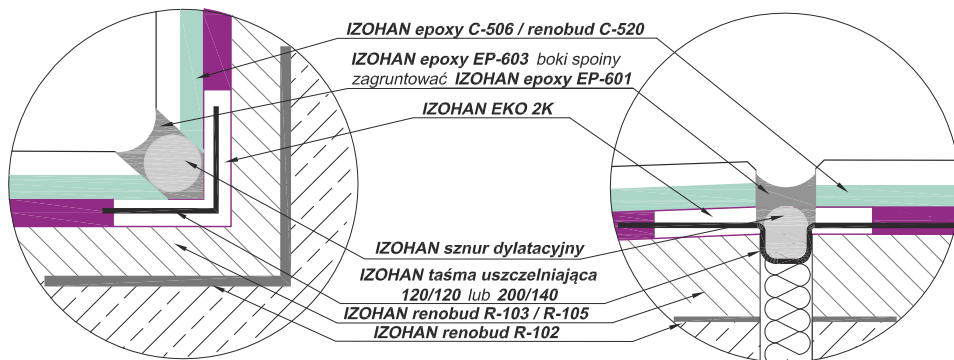 IZOHAN epoxy C-506 / renobud C-520
IZOHAN epoxy EP-603 boki spoiny
zagruntować IZOHAN epoxy EP-601
IZOHAN EKO 2K
IZOHAN sznur dylatacyjny
IZOHAN taśma uszczelniająca
120/120 lub 200/140
IZOHAN renobud R-103 / R-105
IZOHAN renobud R-102